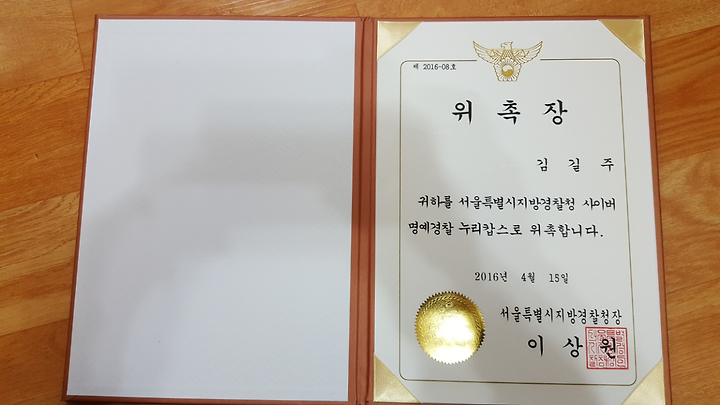 제 2016-08호
위 촉 장
김 길 주
귀하를 서울특별시지방경찰청 사이버
명예경찰 누리캅스로 위촉합니다.
2016년 4월 15일
서울특별시지방경찰청장
이 상 원